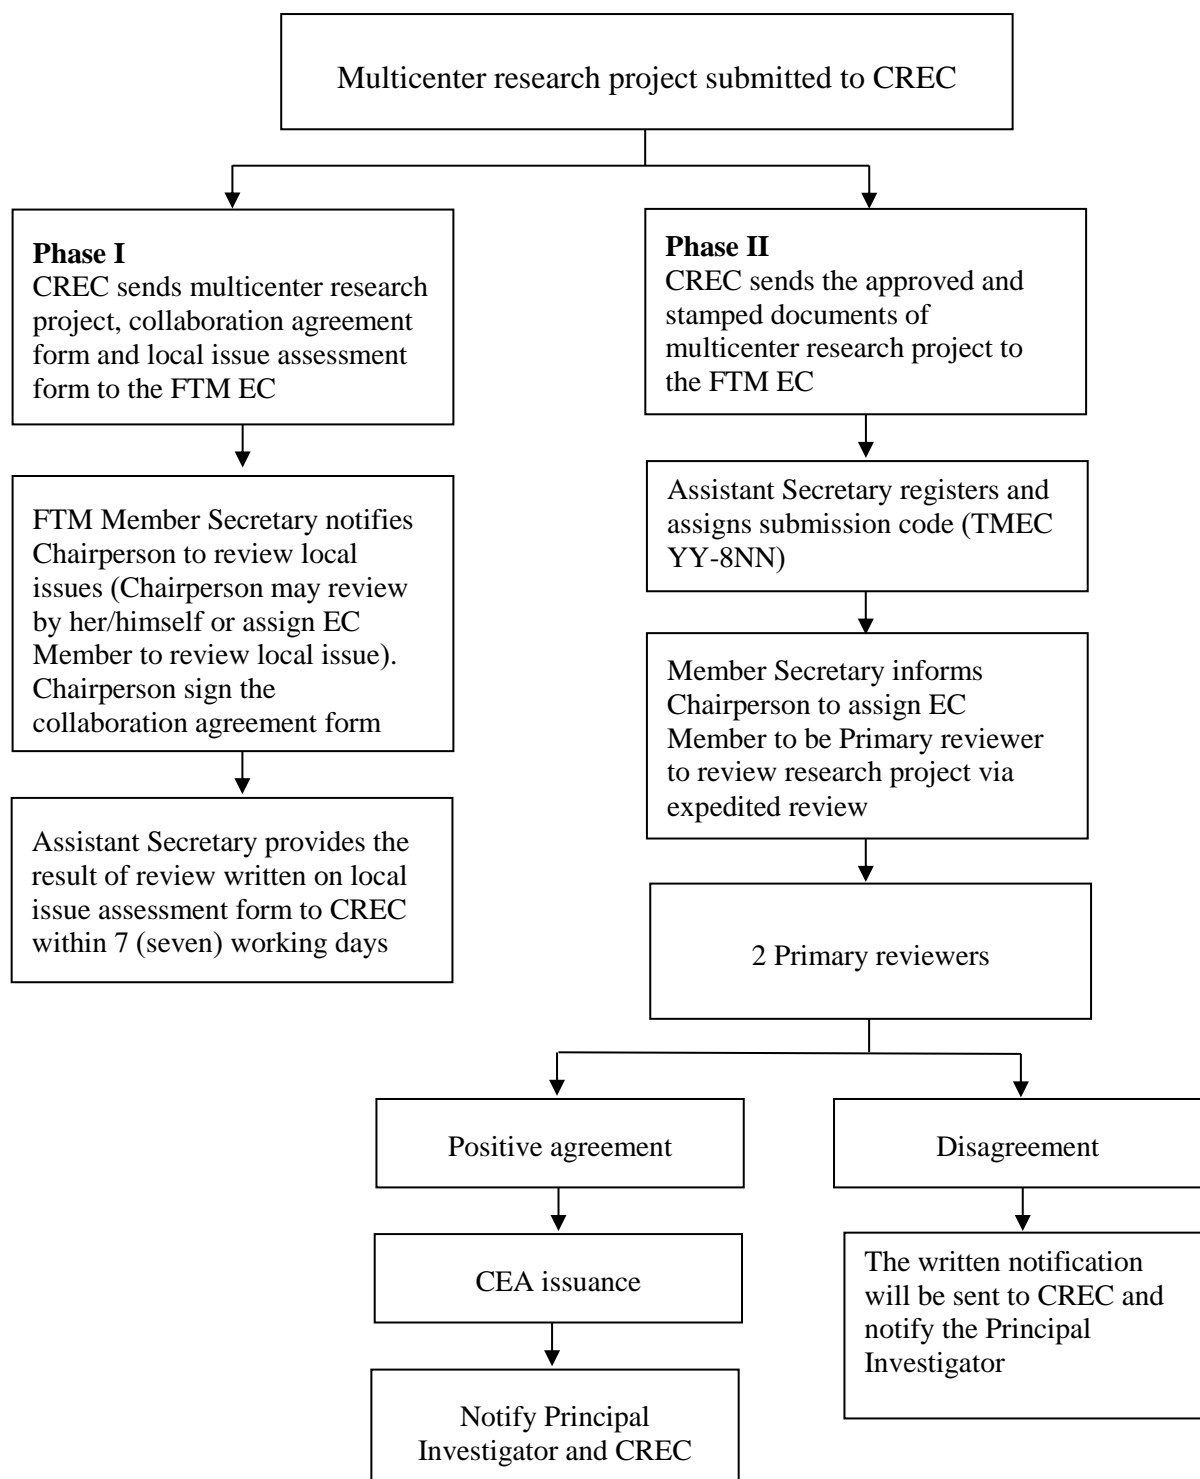 Multicenter research project submitted to CREC
Phase I
CREC sends multicenter research
project, collaboration agreement
form and local issue assessment
form to the FTM EC
FTM Member Secretary notifies
Chairperson to review local
issues (Chairperson may review
by her/himself or assign EC
Member to review local issue).
Chairperson sign the
collaboration agreement form
Assistant Secretary provides the
result of review written on local
issue assessment form to CREC
within 7 (seven) working days
Phase II
CREC sends the approved and
stamped documents of
multicenter research project to
the FTM EC
Assistant Secretary registers and
assigns submission code (TMEC
YY-8NN)
Member Secretary informs
Chairperson to assign EC
Member to be Primary reviewer
to review research project via
expedited review
2 Primary reviewers
Positive agreement
CEA issuance
Notify Principal
Investigator and CREC
Disagreement
The written notification
will be sent to CREC and
notify the Principal
Investigator